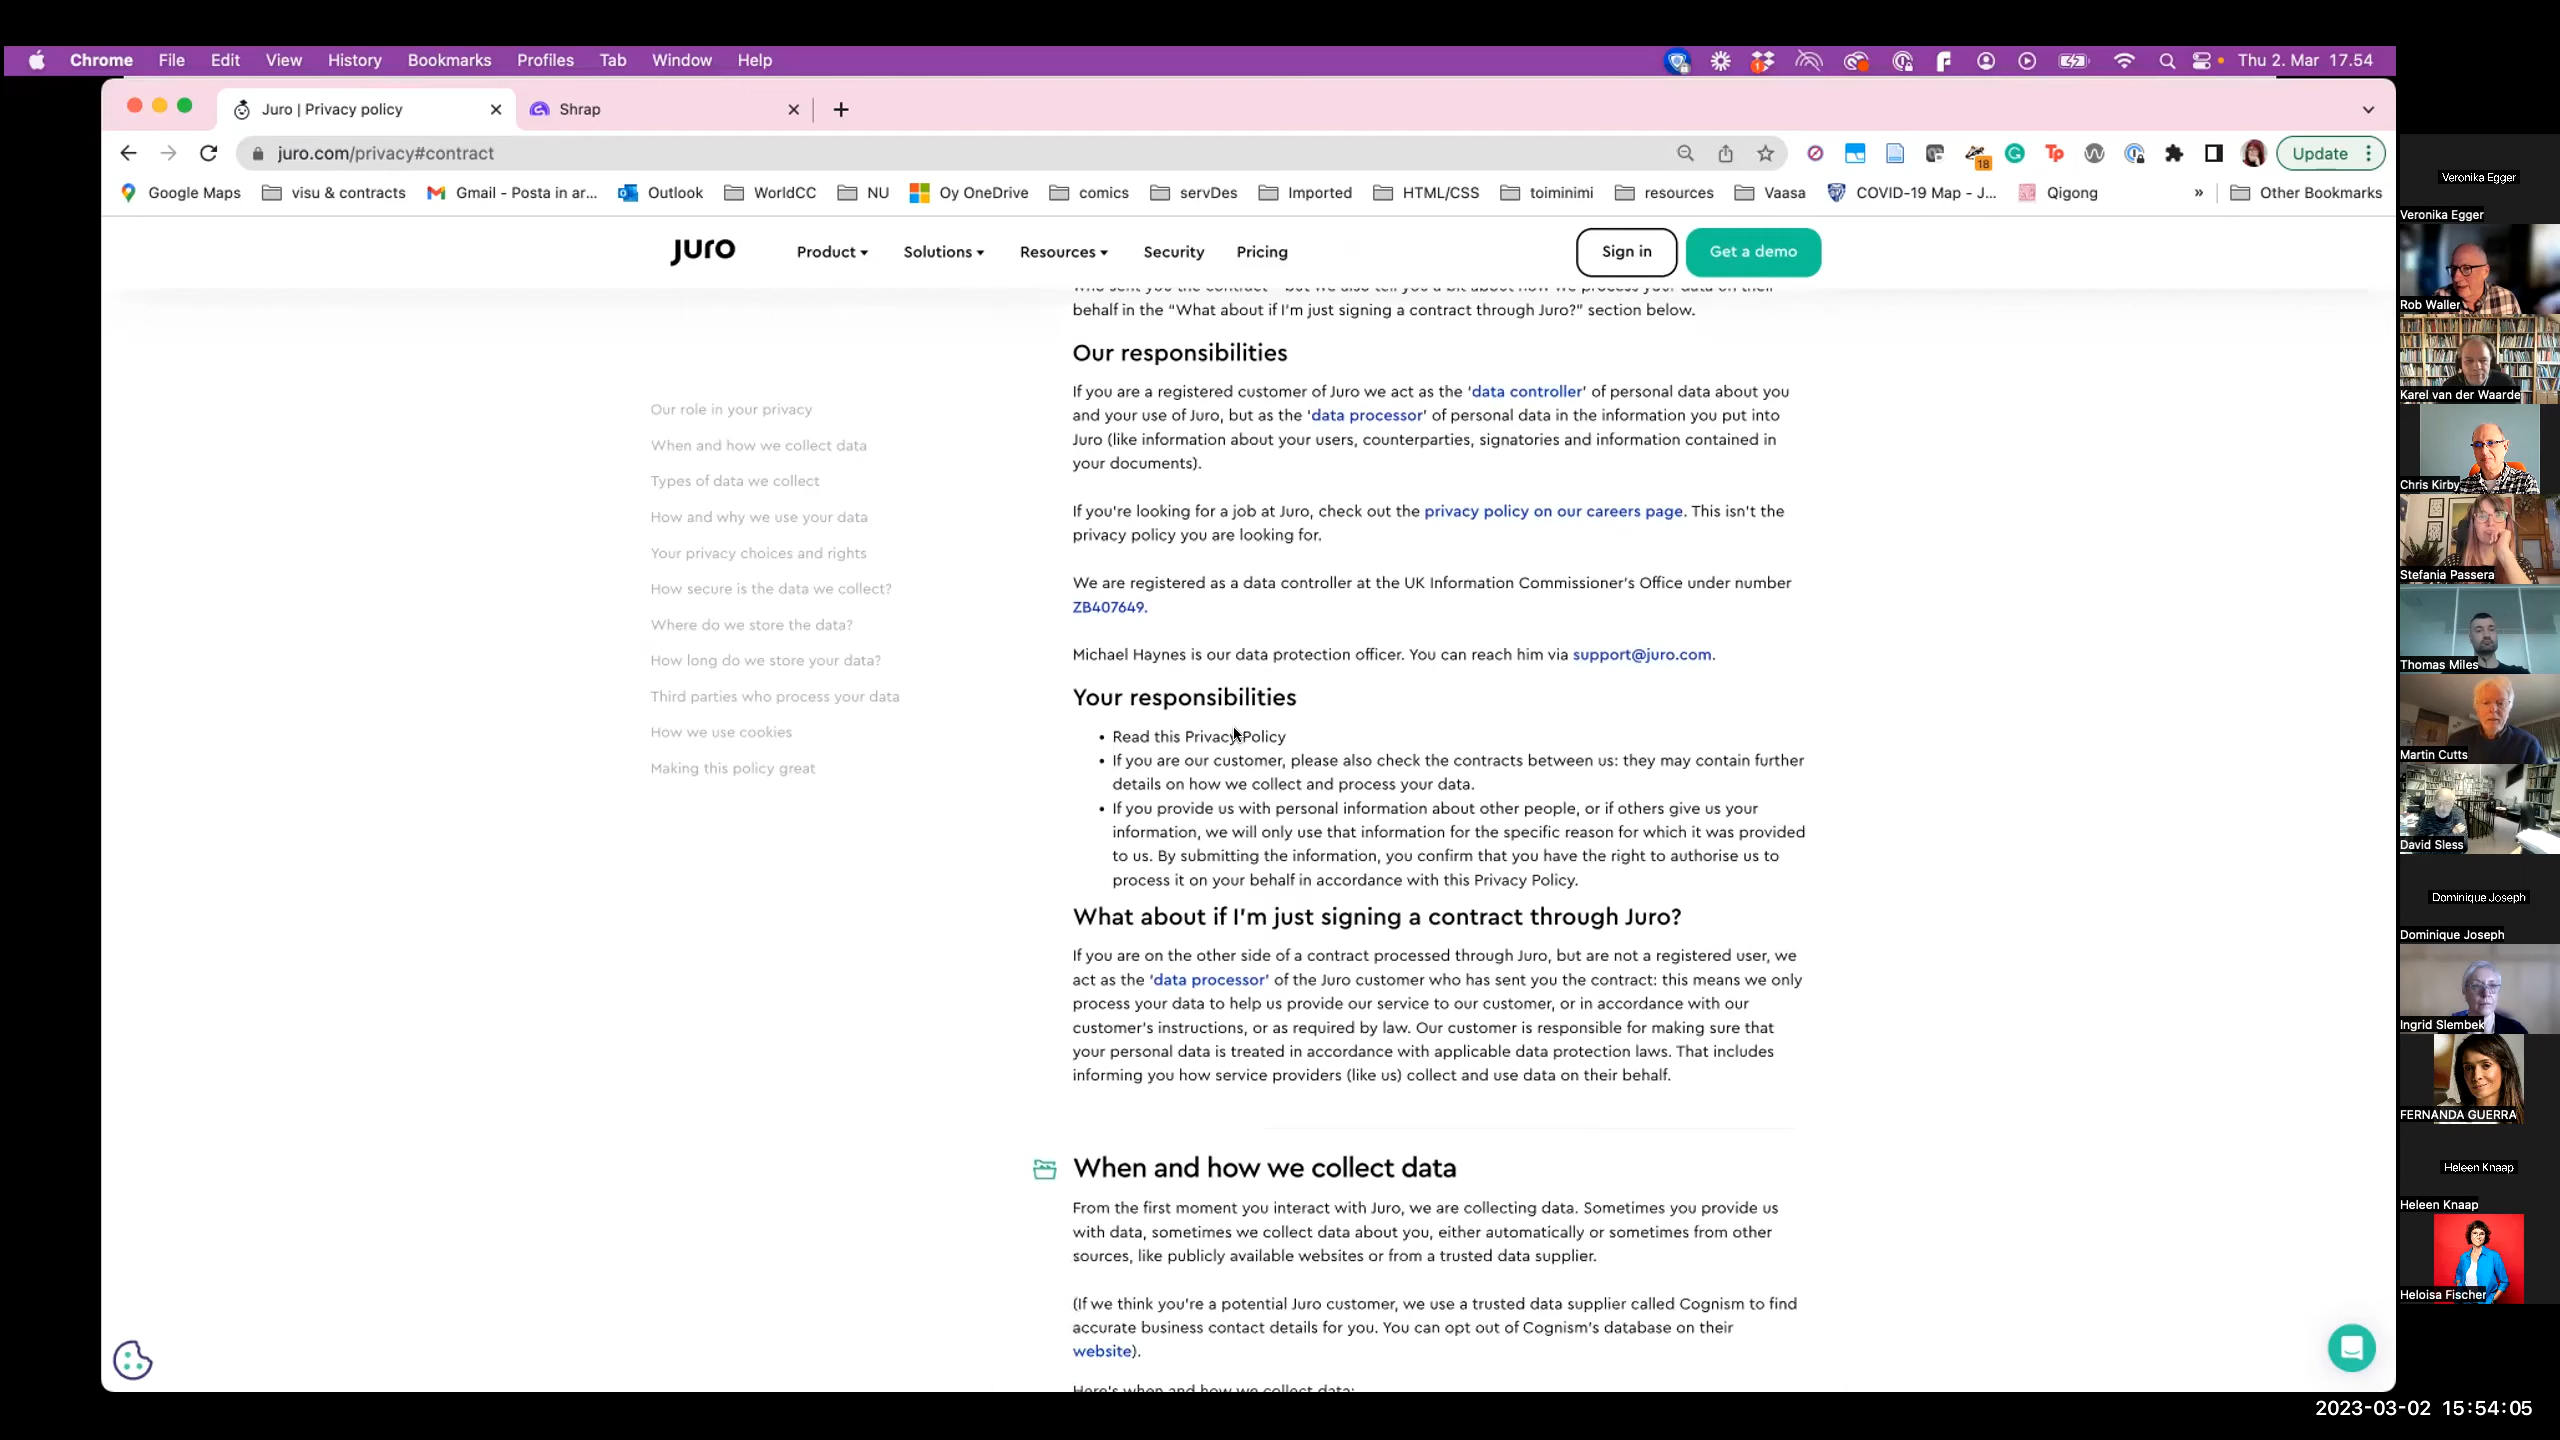 Chrome File Edit View History Bookmarks Profiles Tab Window Help
Thu 2. Mar 17.54
Juro | Privacy policy
Shrap
juro.com/privacy#contract
18
Update
Google Maps
visu & contracts
Gmail - Posta in ar...
Outlook
WorldCC
NU
Oy OneDrive
comics
servDes
Imported
HTML/CSS
toiminimi
resources
Vaasa
COVID-19 Map - J...
Qigong
»
Other Bookmarks
Juro
Product
Solutions
Resources
Security
Pricing
Sign in
Get a demo
Our role in your privacy
When and how we collect data
Types of data we collect
How and why we use your data
Your privacy choices and rights
How secure is the data we collect?
Where do we store the data?
How long do we store your data?
Third parties who process your data
How we use cookies
Making this policy great
who sent you the contract - but we also tell you a bit about how we process your data on their
behalf in the “What about if I'm just signing a contract through Juro?” section below.
Our responsibilities
If you are a registered customer of Juro we act as the ‘data controller’ of personal data about you
and your use of Juro, but as the ‘data processor’ of personal data in the information you put into
Juro (like information about your users, counterparties, signatories and information contained in
your documents).
If you're looking for a job at Juro, check out the privacy policy on our careers page. This isn't the
privacy policy you are looking for.
We are registered as a data controller at the UK Information Commissioner's Office under number
ZB407649.
Michael Haynes is our data protection officer. You can reach him via support@juro.com.
Your responsibilities
• Read this Privacy Policy
• If you are our customer, please also check the contracts between us: they may contain further
details on how we collect and process your data.
• If you provide us with personal information about other people, or if others give us your
information, we will only use that information for the specific reason for which it was provided
to us. By submitting the information, you confirm that you have the right to authorise us to
process it on your behalf in accordance with this Privacy Policy.
What about if I'm just signing a contract through Juro?
If you are on the other side of a contract processed through Juro, but are not a registered user, we
act as the ‘data processor’ of the Juro customer who has sent you the contract: this means we only
process your data to help us provide our service to our customer, or in accordance with our
customer's instructions, or as required by law. Our customer is responsible for making sure that
your personal data is treated in accordance with applicable data protection laws. That includes
informing you how service providers (like us) collect and use data on their behalf.
When and how we collect data
From the first moment you interact with Juro, we are collecting data. Sometimes you provide us
with data, sometimes we collect data about you, either automatically or sometimes from other
sources, like publicly available websites or from a trusted data supplier.
(If we think you're a potential Juro customer, we use a trusted data supplier called Cognism to find
accurate business contact details for you. You can opt out of Cognism's database on their
website).
Here's when and how we collect data:
Veronika Egger
Veronika Egger
Rob Waller
Karel van der Waarde
Chris Kirby
Stefania Passera
Thomas Miles
Martin Cutts
David Sless
Dominique Joseph
Dominique Joseph
Ingrid Slembek
FERNANDA GUERRA
Heleen Knaap
Heleen Knaap
Heloisa Fischer
2023-03-02 15:54:05